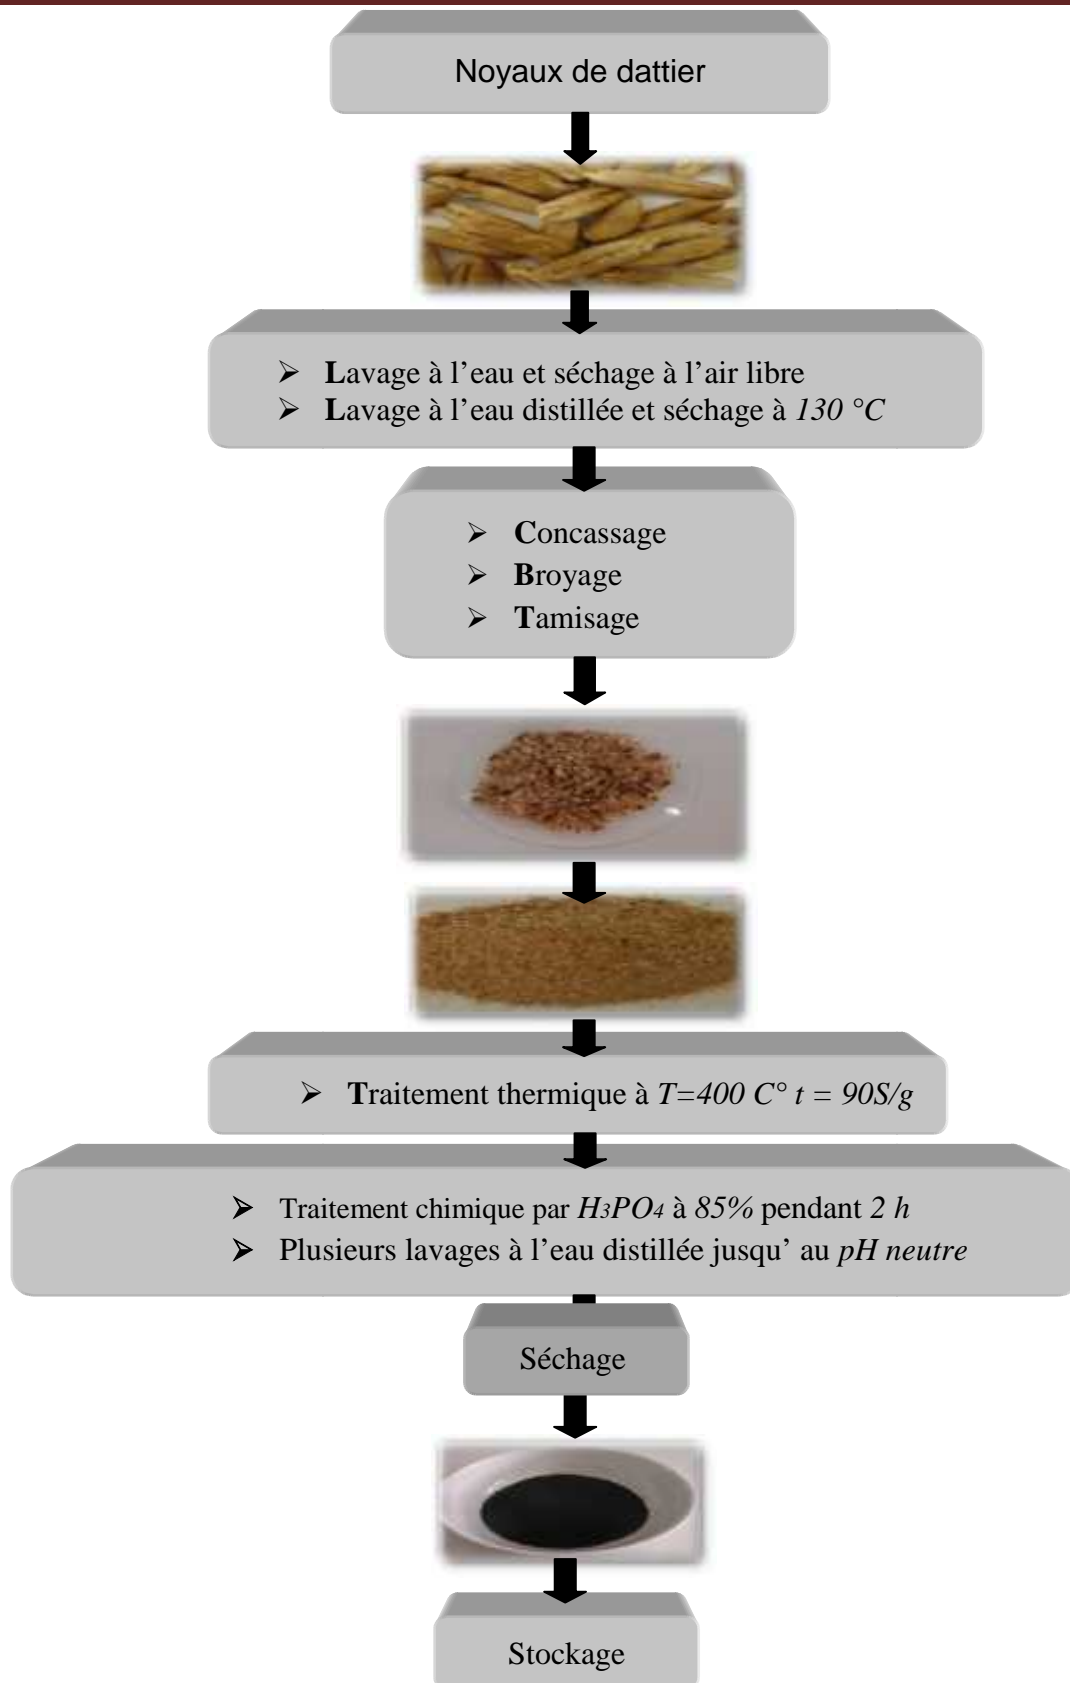 Noyaux de dattier
➢ Lavage à l’eau et séchage à l’air libre
➢ Lavage à l’eau distillée et séchage à 130 °C
➢ Concassage
➢ Broyage
➢ Tamisage
➢ Traitement thermique à T=400 C° t = 90S/g
➢ Traitement chimique par H₃PO₄ à 85% pendant 2 h
➢ Plusieurs lavages à l’eau distillée jusqu’ au pH neutre
Séchage
Stockage